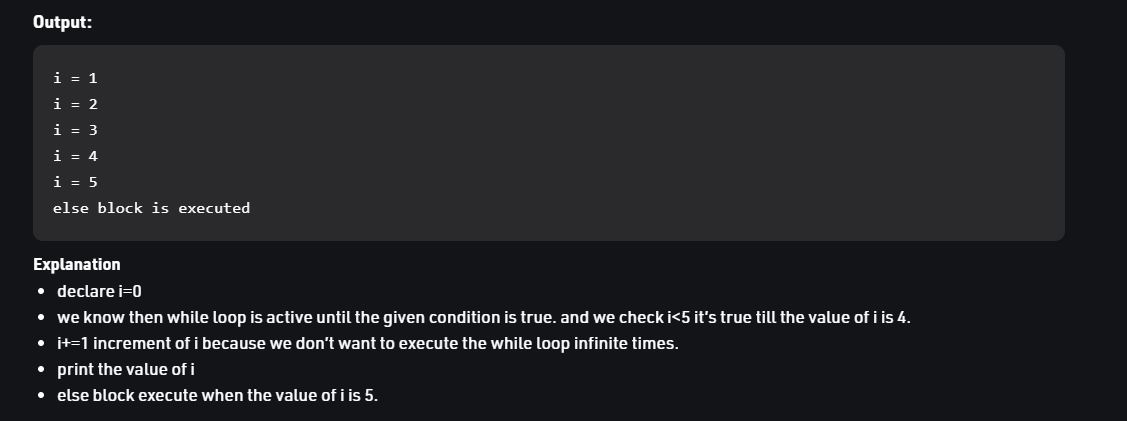 Output:
i = 1
i = 2
i = 3
i = 4
i = 5
else block is executed
Explanation
• declare i=0
• we know then while loop is active until the given condition is true. and we check i<5 it's true till the value of i is 4.
• i+=1 increment of i because we don't want to execute the while loop infinite times.
• print the value of i
• else block execute when the value of i is 5.